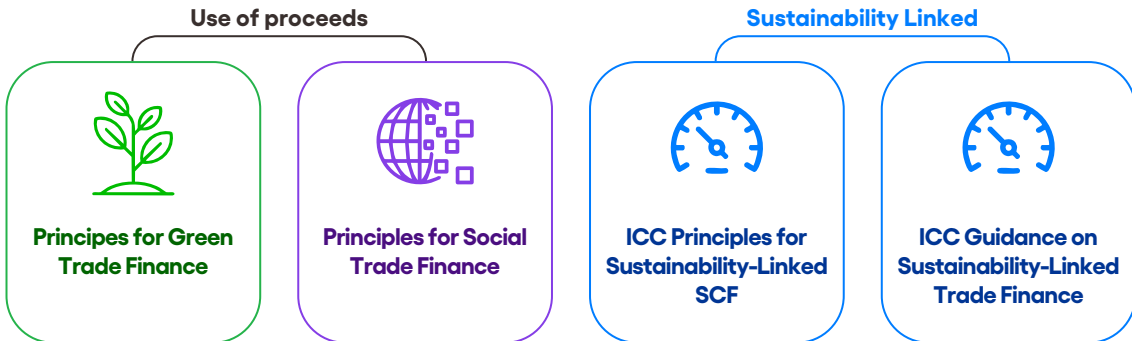 Use of proceeds
Sustainability Linked
Principes for Green
Trade Finance
Principles for Social
Trade Finance
ICC Principles for
Sustainability-Linked
SCF
ICC Guidance on
Sustainability-Linked
Trade Finance